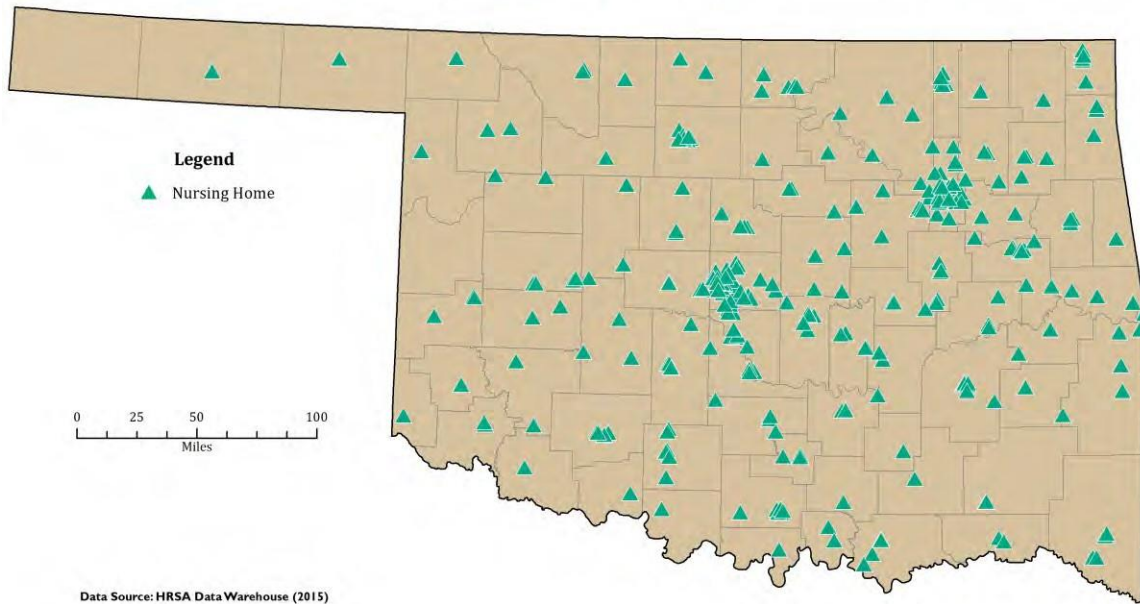 Legend
Nursing Home
0 25 50 100
Miles
Data Source: HRSA Data Warehouse (2015)